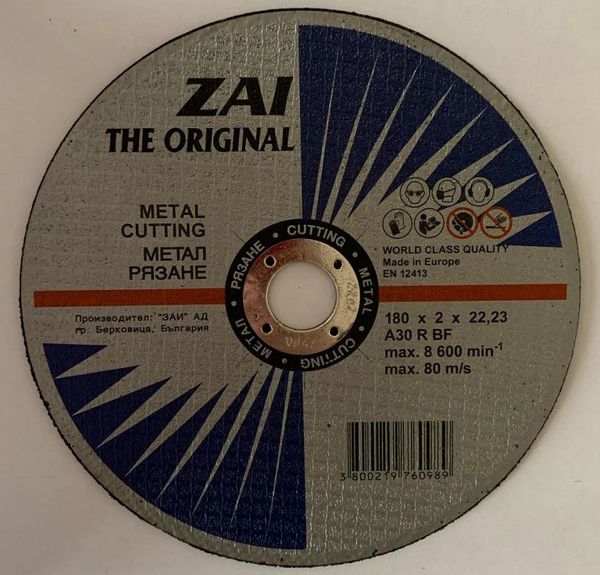 ZAI
THE ORIGINAL
METAL
CUTTING
МЕТАЛ
РЯЗАНЕ
WORLD CLASS QUALITY
Made in Europe
EN 12413
РЯЗАНЕ • CUTTING • METAL • CUTTING • МЕТАЛ •
Производител: "ЗАИ" АД
гр. Берковица, България
180 x 2 x 22,23
A30 R BF
max. 8 600 min-1
max. 80 m/s
3 800219 760989